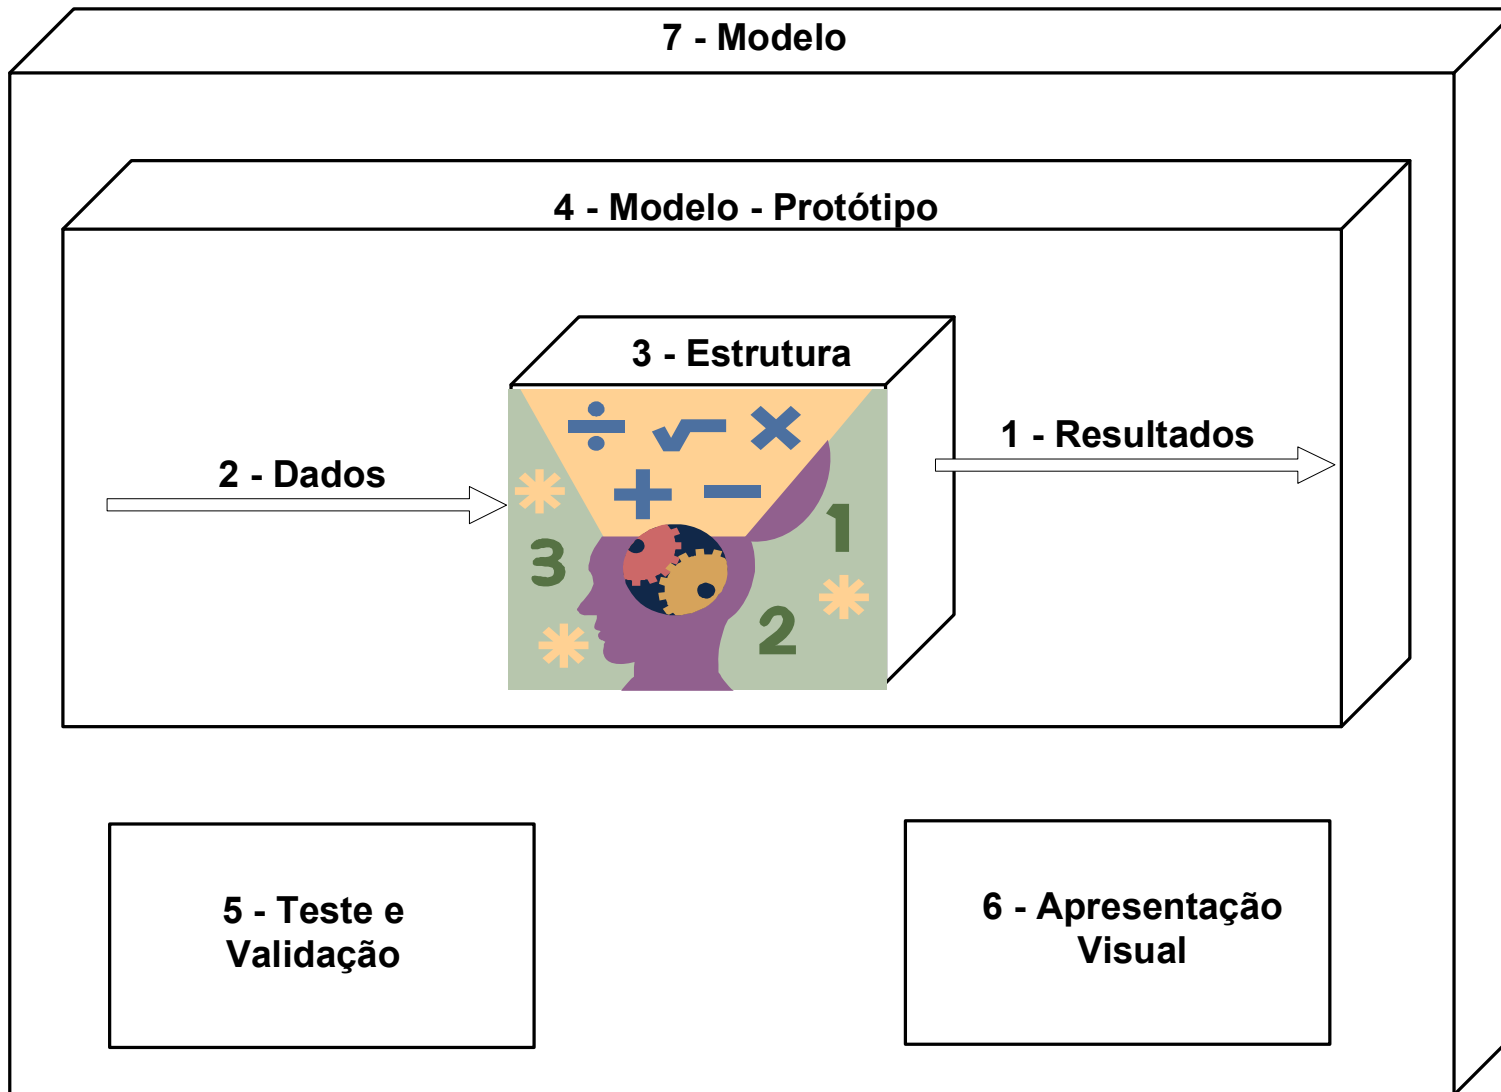 7 - Modelo
4 - Modelo - Protótipo
3 - Estrutura
1 - Resultados
2 - Dados
3
1
2
5 - Teste e
Validação
6 - Apresentação
Visual